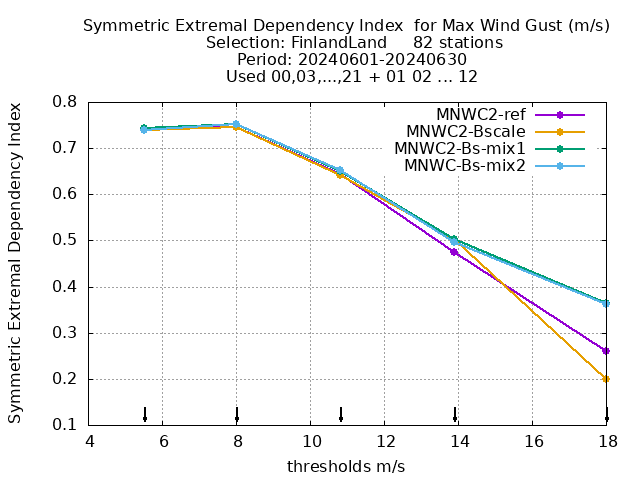 Symmetric Extremal Dependency Index  for Max Wind Gust (m/s)
Selection: FinlandLand     82 stations
Period: 20240601-20240630
Used 00,03,...,21 + 01 02 ... 12
Symmetric Extremal Dependency Index
0.8
0.7
0.6
0.5
0.4
0.3
0.2
0.1
MNWC2-ref
MNWC2-Bscale
MNWC2-Bs-mix1
MNWC-Bs-mix2
4 6 8 10 12 14 16 18
thresholds m/s